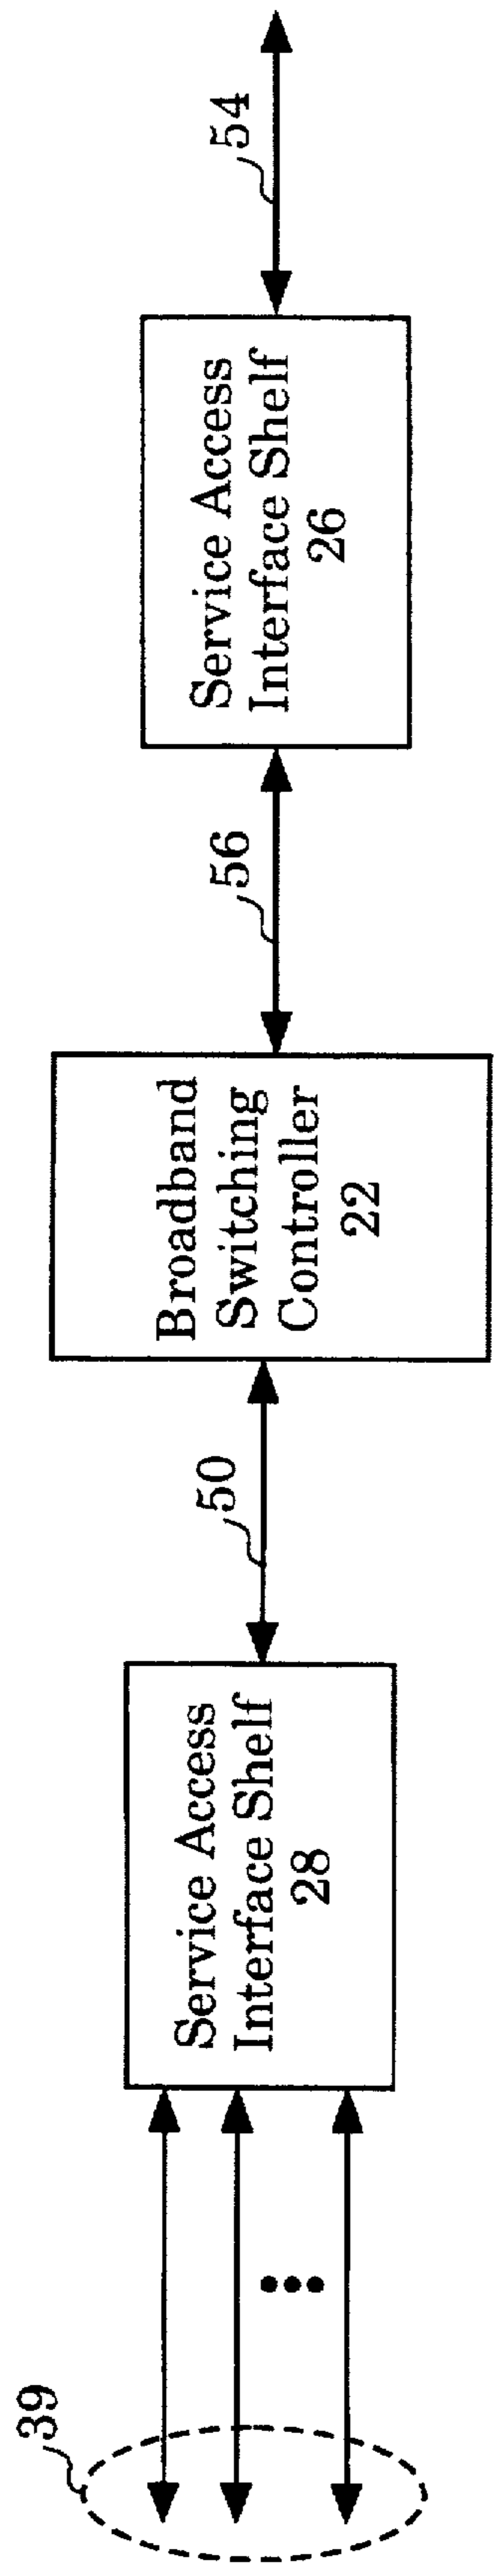 39
Service Access
Interface Shelf
28
50
Broadband
Switching
Controller
22
56
Service Access
Interface Shelf
26
54